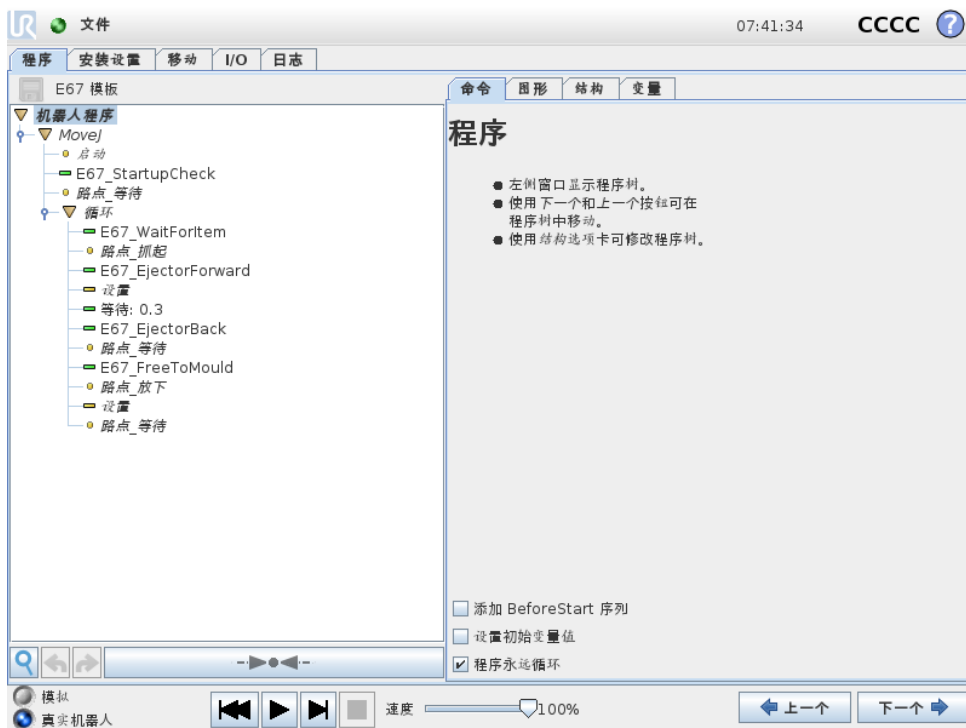 UR 文件 07:41:34 CCCC ?
程序 安装设置 移动 I/O 日志
E67 模板
机器人程序
MoveJ
启动
E67_StartupCheck
路点_等待
循环
E67_WaitForItem
路点_抓起
E67_EjectorForward
设置
等待: 0.3
E67_EjectorBack
路点_等待
E67_FreeToMould
路点_放下
设置
路点_等待
命令 图形 结构 变量
程序
左侧窗口显示程序树。
使用下一个和上一个按钮可在
程序树中移动。
使用结构选项卡可修改程序树。
添加 BeforeStart 序列
设置初始变量值
程序永远循环
模拟
真实机器人
速度 100%
上一个 下一个